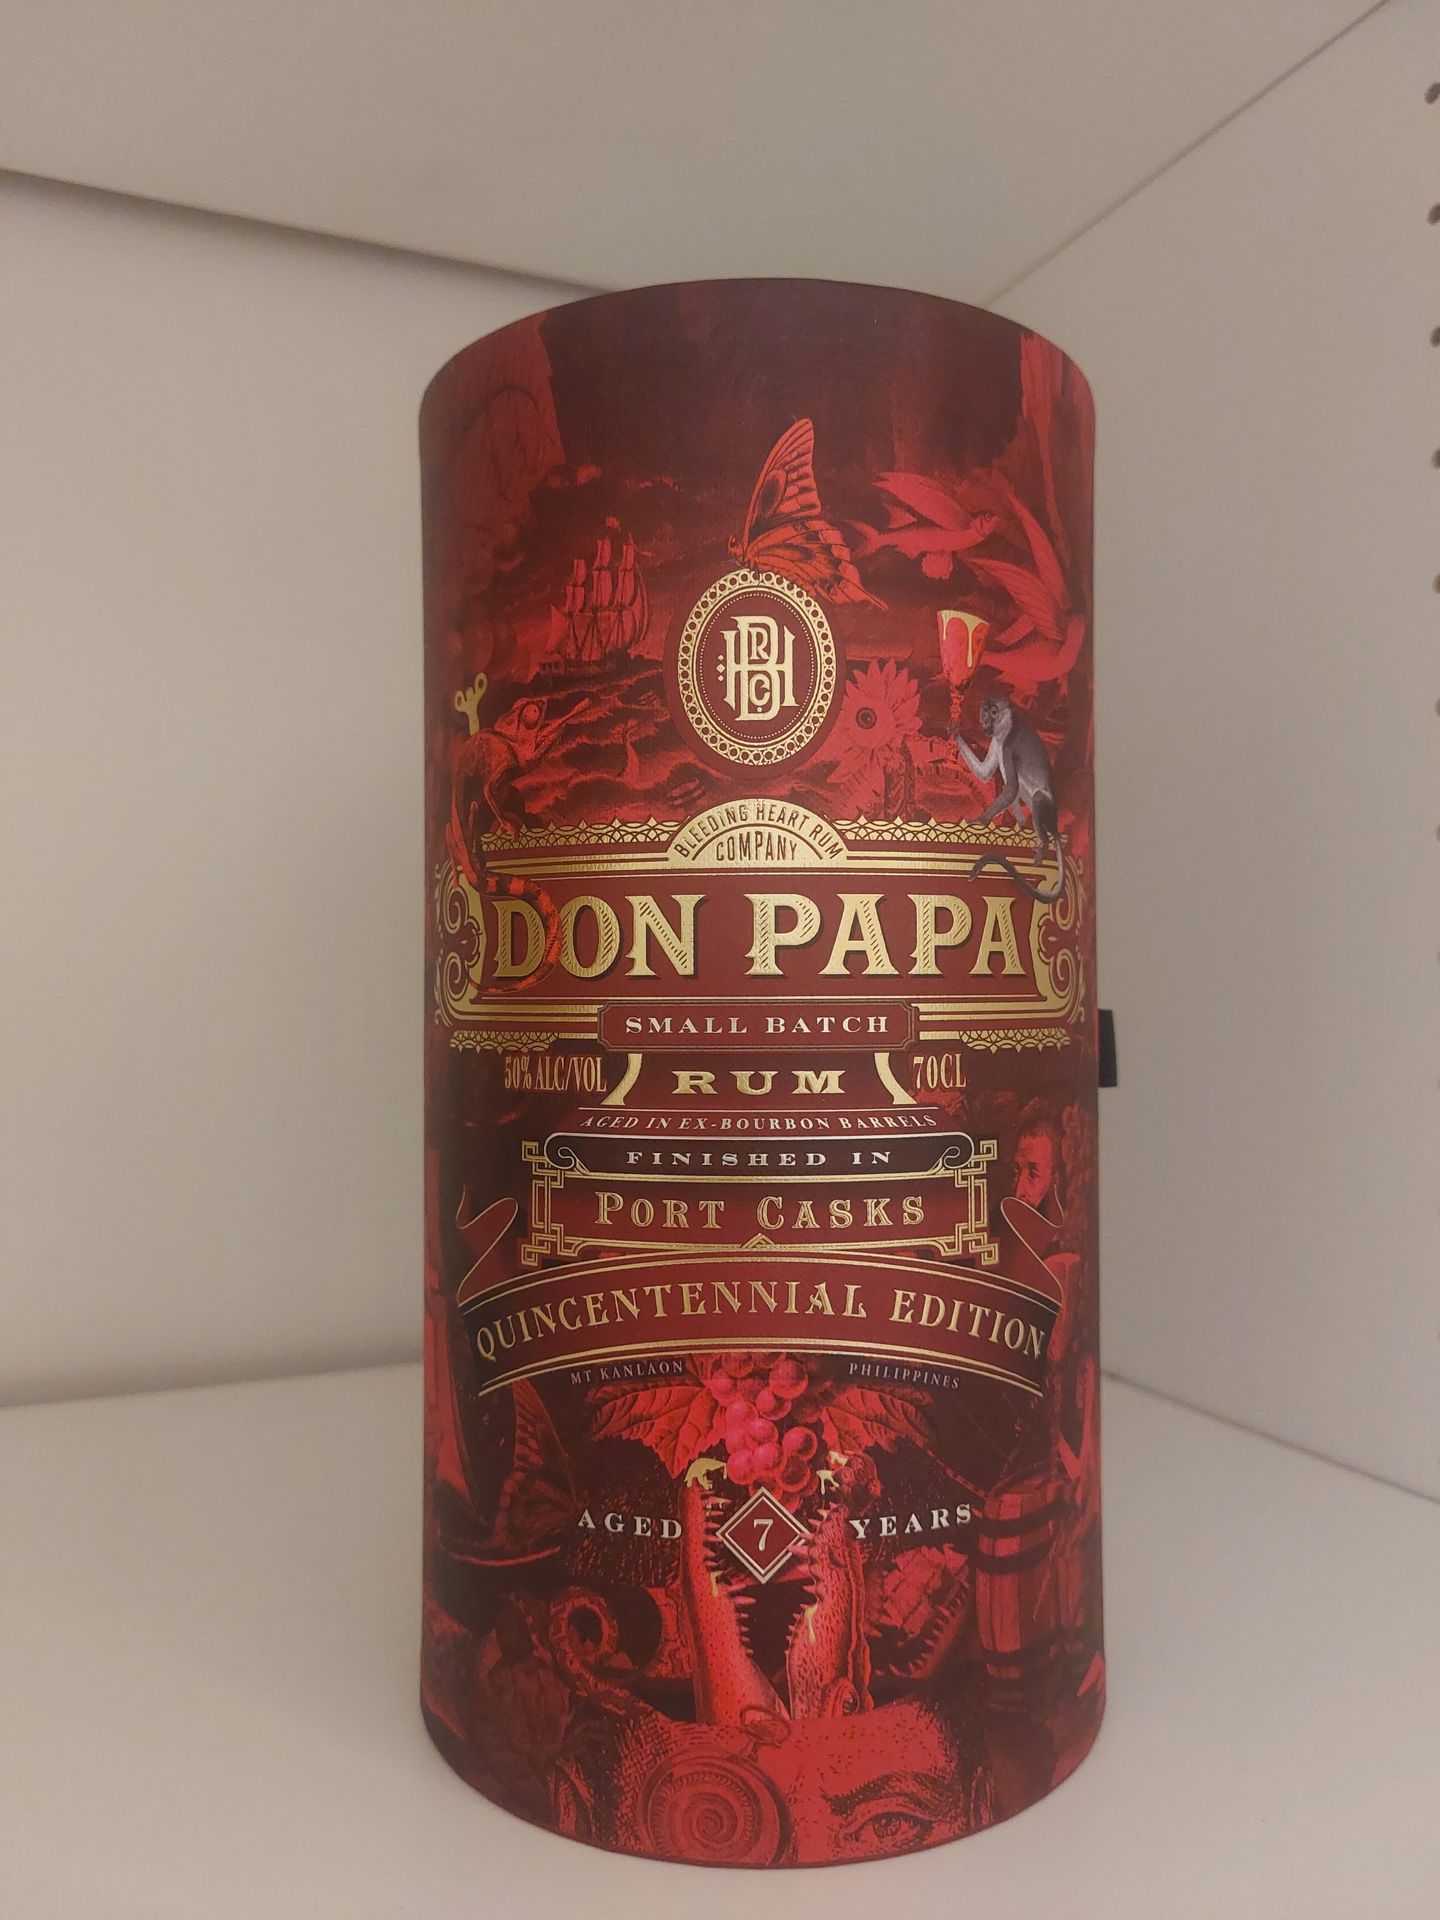 BHRC
BLEEDING HEART RUM
COMPANY
DON PAPA
SMALL BATCH
50% ALC/VOL
RUM
70CL
AGED IN EX-BOURBON BARRELS
FINISHED IN
PORT CASKS
QUINCENTENNIAL EDITION
MT KANLAON
PHILIPPINES
AGED 7 YEARS